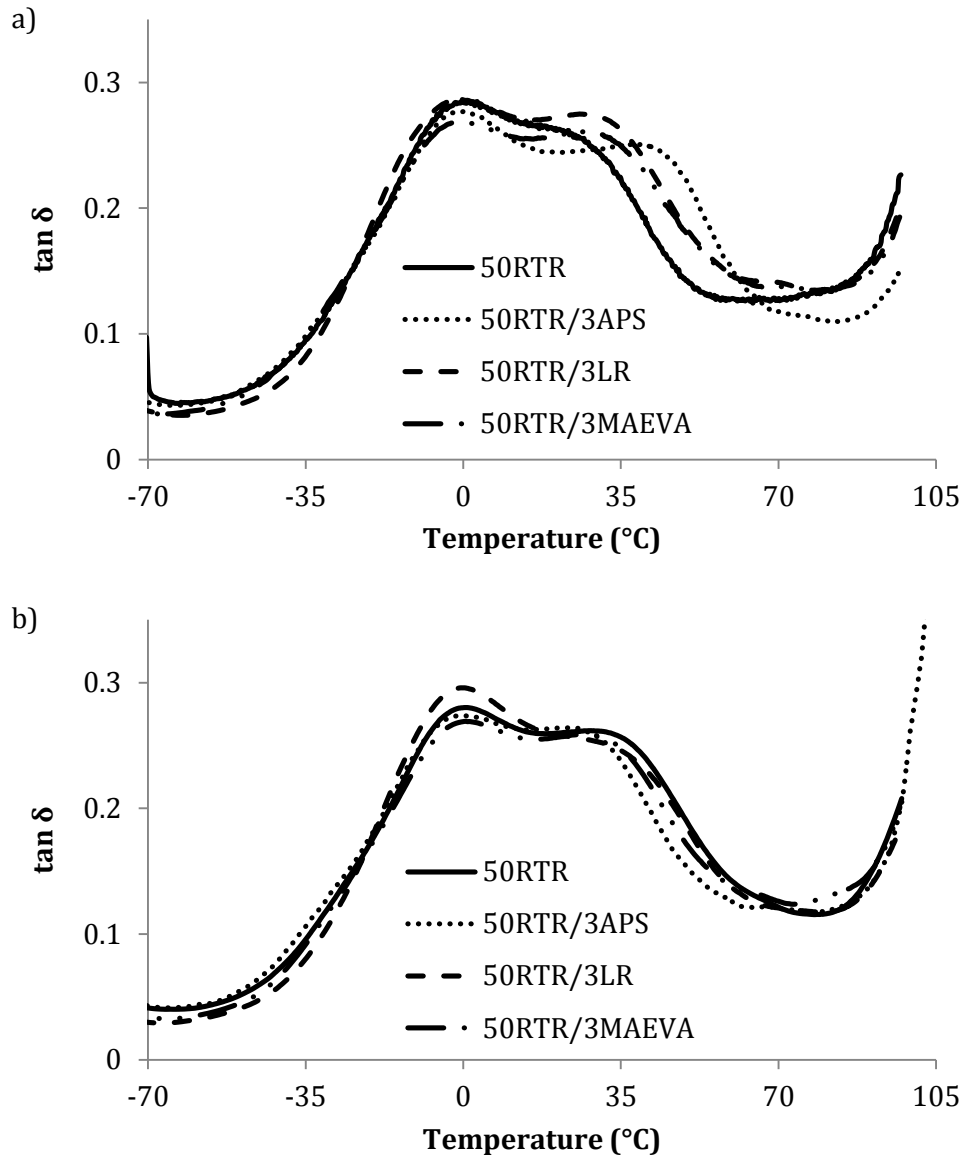 a)
0.3
0.2
0.1
0
tan δ
50RTR
50RTR/3APS
50RTR/3LR
50RTR/3MAEVA
-70 -35 0 35 70 105
Temperature (°C)
b)
0.3
0.2
0.1
0
tan δ
50RTR
50RTR/3APS
50RTR/3LR
50RTR/3MAEVA
-70 -35 0 35 70 105
Temperature (°C)